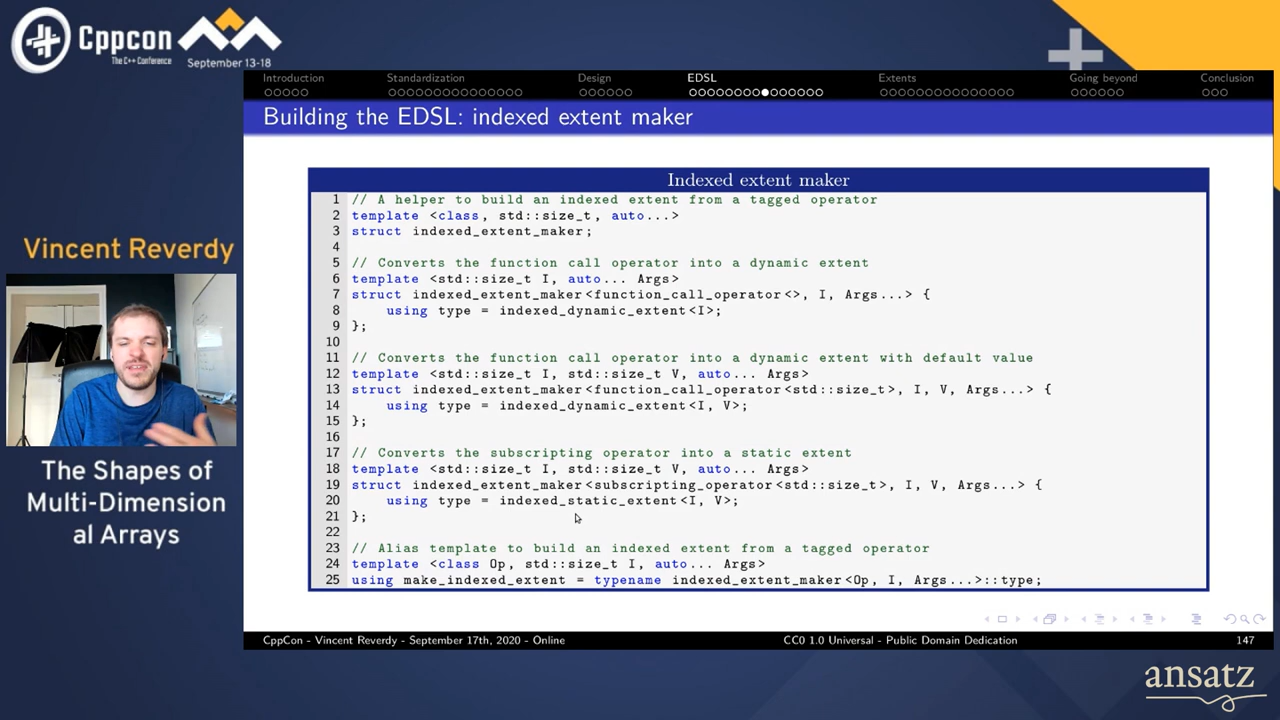 Cppcon
The C++ Conference
September 13-18
Introduction Standardization Design EDSL Extents Going beyond Conclusion
Building the EDSL: indexed extent maker
Vincent Reverdy
The Shapes of
Multi-Dimension
al Arrays
Indexed extent maker
1 // A helper to build an indexed extent from a tagged operator
2 template <class, std::size_t, auto...>
3 struct indexed_extent_maker;
4
5 // Converts the function call operator into a dynamic extent
6 template <std::size_t I, auto... Args>
7 struct indexed_extent_maker<function_call_operator<>, I, Args...> {
8     using type = indexed_dynamic_extent<I>;
9 };
10
11 // Converts the function call operator into a dynamic extent with default value
12 template <std::size_t I, std::size_t V, auto... Args>
13 struct indexed_extent_maker<function_call_operator<std::size_t>, I, V, Args...> {
14     using type = indexed_dynamic_extent<I, V>;
15 };
16
17 // Converts the subscripting operator into a static extent
18 template <std::size_t I, std::size_t V, auto... Args>
19 struct indexed_extent_maker<subscripting_operator<std::size_t>, I, V, Args...> {
20     using type = indexed_static_extent<I, V>;
21 };
22
23 // Alias template to build an indexed extent from a tagged operator
24 template <class Op, std::size_t I, auto... Args>
25 using make_indexed_extent = typename indexed_extent_maker<Op, I, Args...>::type;
CppCon - Vincent Reverdy - September 17th, 2020 - Online CC0 1.0 Universal - Public Domain Dedication 147
ansatz